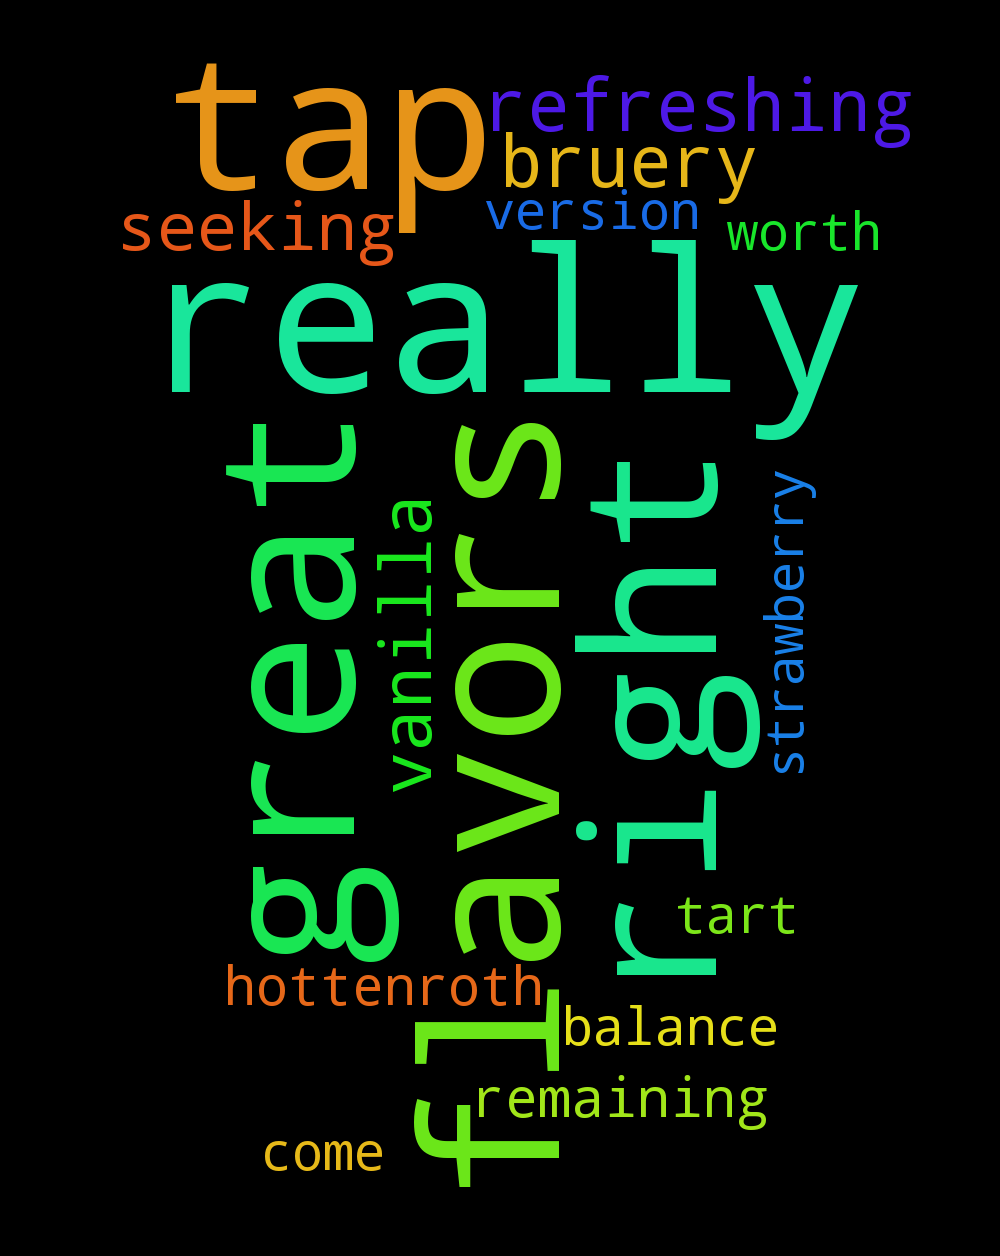 tap
refreshing
bruery
version
seeking
worth
really
great
vanilla
flavors
right
strawberry
tart
hottenroth
balance
remaining
come